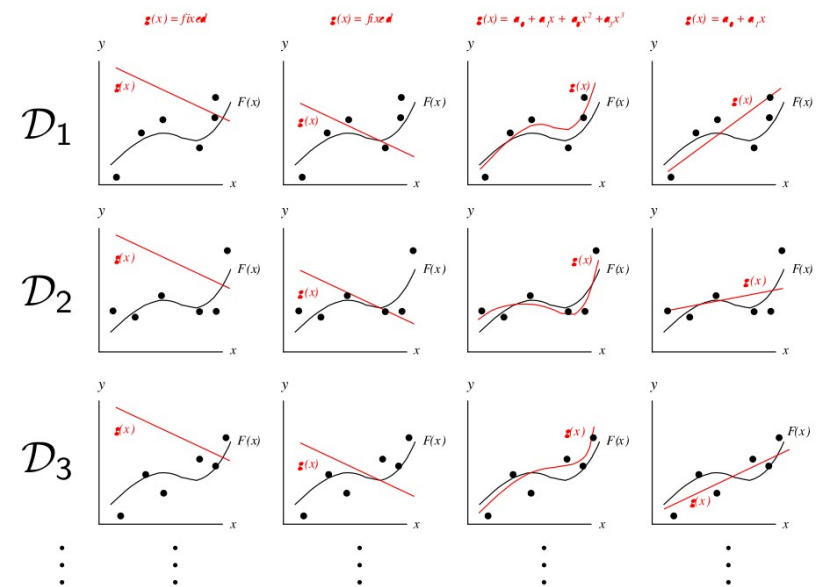 g(x) = fixed g(x) = fixed g(x) = a₀ + a₁x + a₂x² + a₃x³ g(x) = a₀ + a₁x
y y y y
g(x) F(x) g(x) F(x) g(x) F(x) g(x) F(x)
D₁
x x x x
y y y y
g(x) F(x) g(x) F(x) g(x) F(x) g(x) F(x)
D₂
x x x x
y y y y
g(x) F(x) g(x) F(x) g(x) F(x) g(x) F(x)
D₃
x x x x